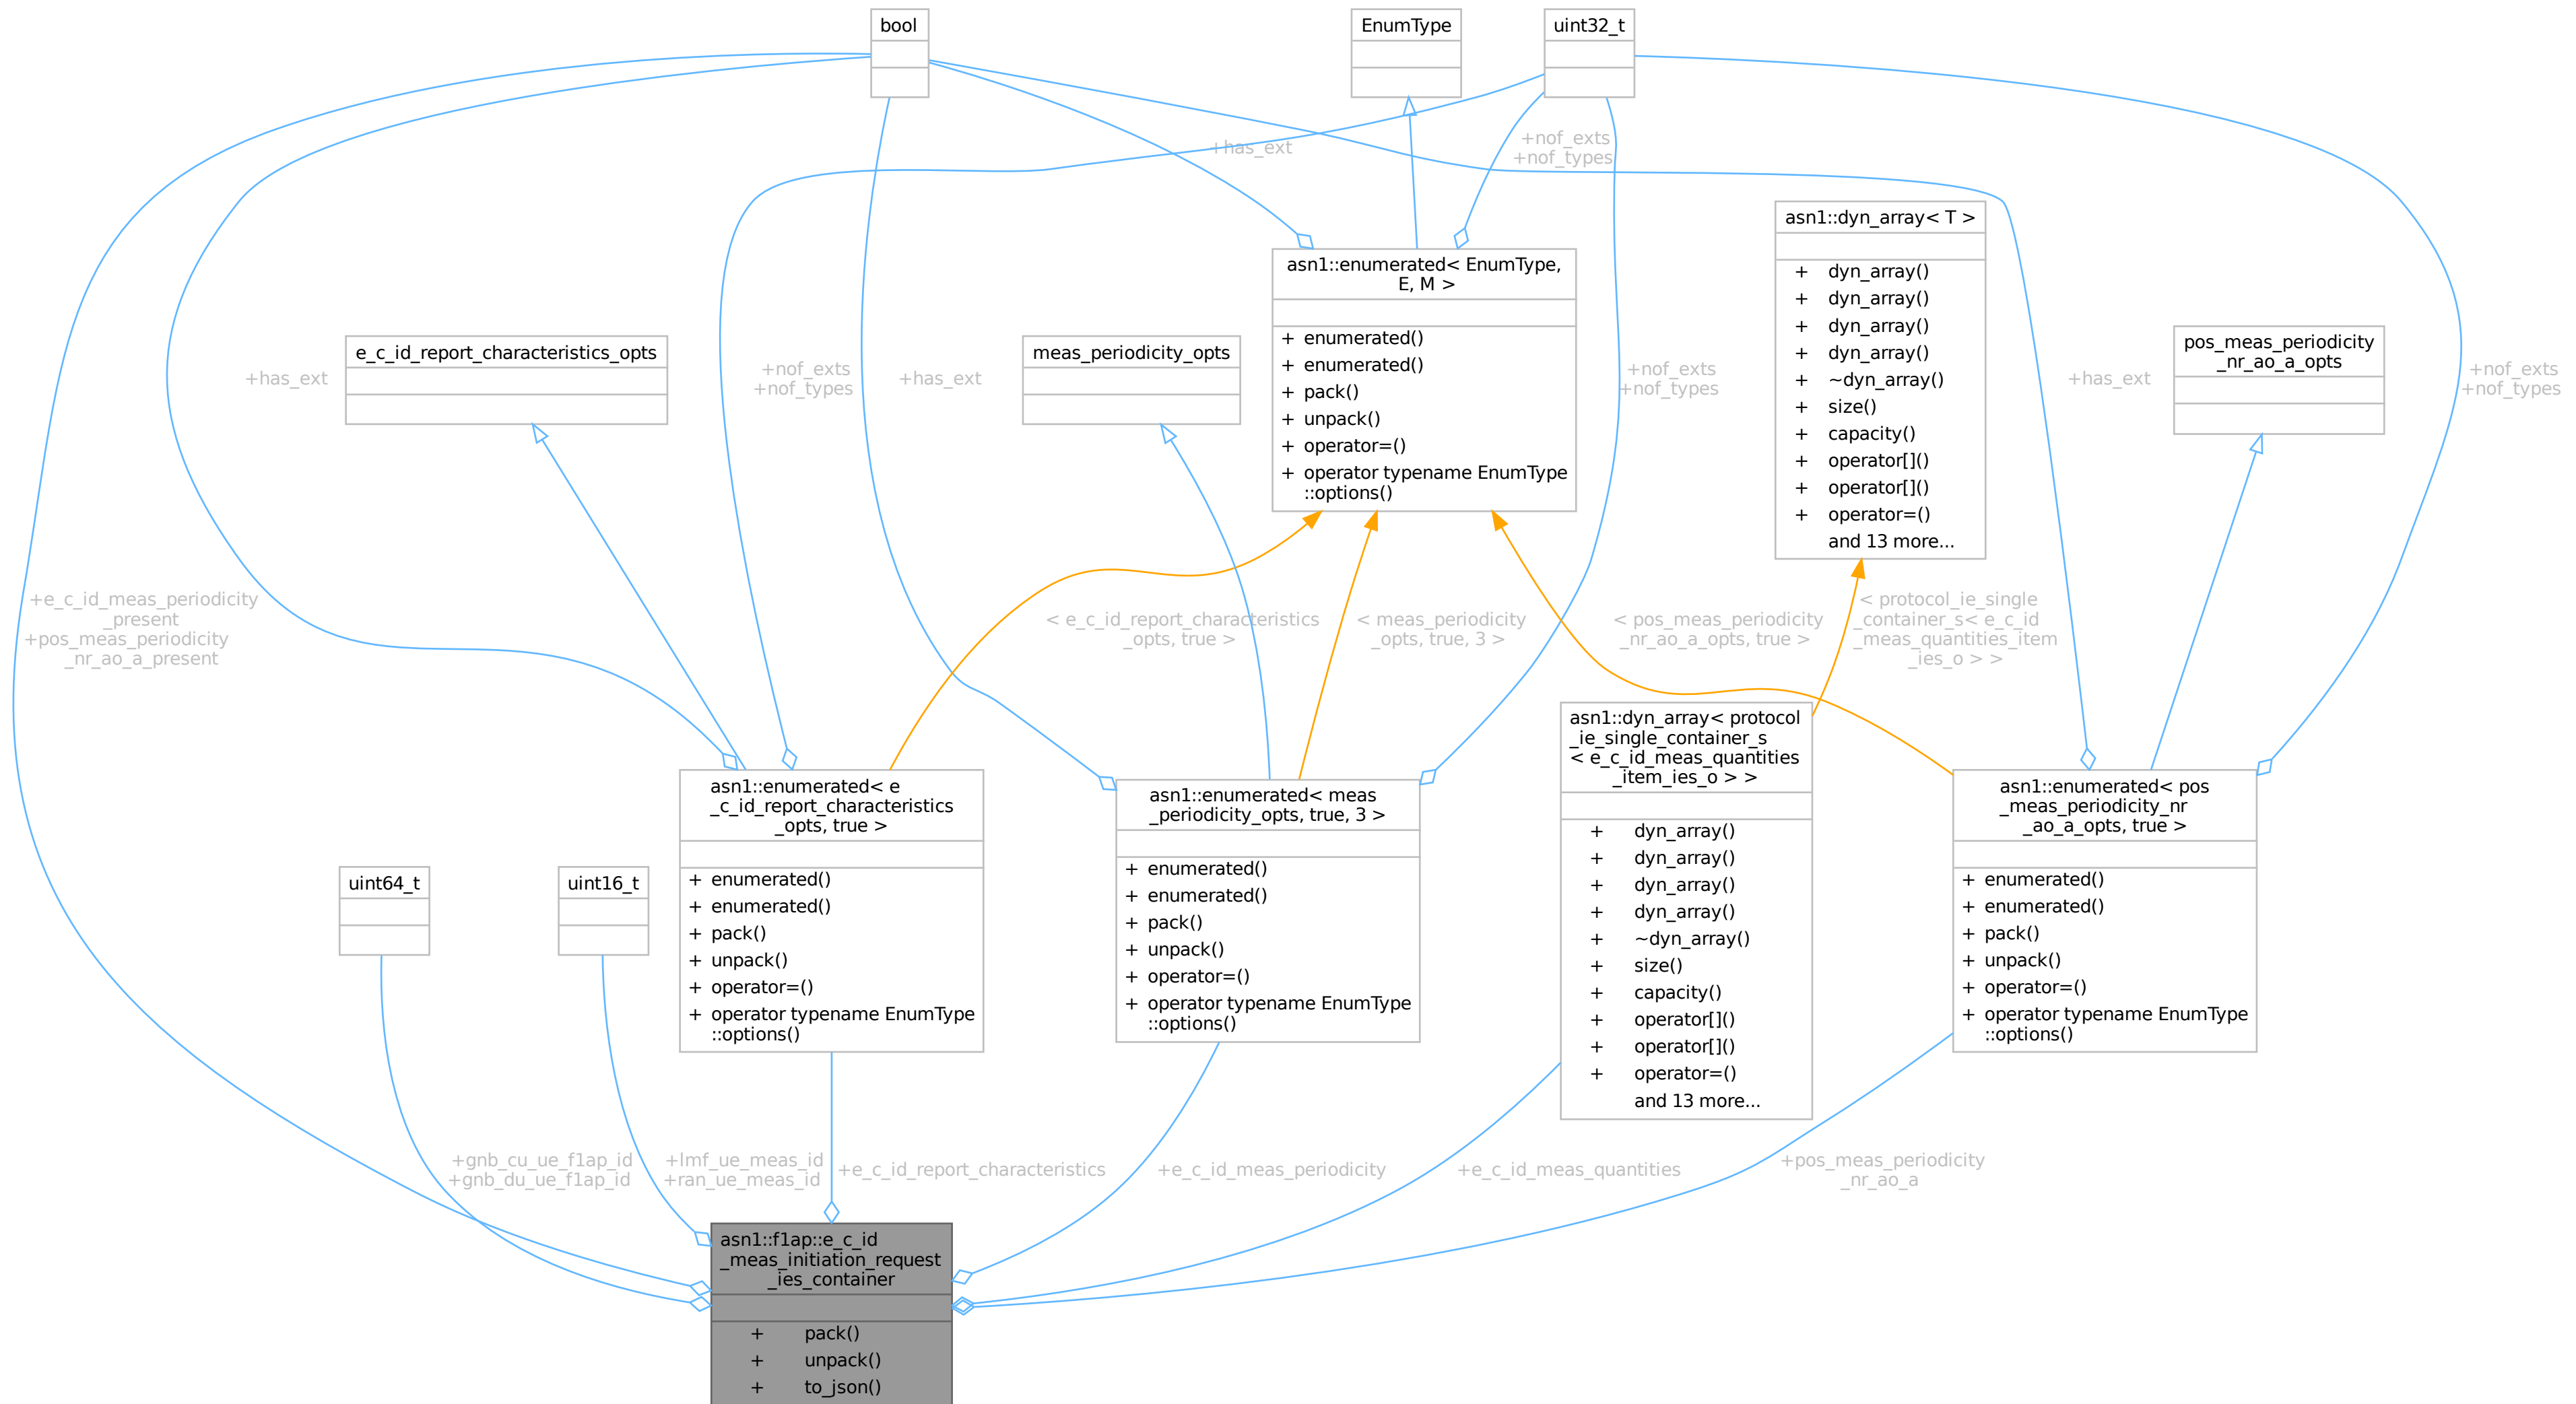 bool
EnumType
uint32_t
+has_ext
+nof_exts
+nof_types
asn1::dyn_array< T >
+ dyn_array()
+ dyn_array()
+ dyn_array()
+ dyn_array()
+ ~dyn_array()
+ size()
+ capacity()
+ operator[]()
+ operator[]()
+ operator=()
and 13 more...
asn1::enumerated< EnumType,
E, M >
+ enumerated()
+ enumerated()
+ pack()
+ unpack()
+ operator=()
+ operator typename EnumType
::options()
+has_ext
e_c_id_report_characteristics_opts
+nof_exts
+nof_types
+has_ext
meas_periodicity_opts
+nof_exts
+nof_types
+has_ext
pos_meas_periodicity
_nr_ao_a_opts
+nof_exts
+nof_types
+e_c_id_meas_periodicity
_present
+pos_meas_periodicity
_nr_ao_a_present
< e_c_id_report_characteristics
_opts, true >
< meas_periodicity
_opts, true, 3 >
< pos_meas_periodicity
_nr_ao_a_opts, true >
< protocol_ie_single
_container_s< e_c_id
_meas_quantities_item
_ies_o > >
uint64_t
uint16_t
asn1::enumerated< e
_c_id_report_characteristics
_opts, true >
+ enumerated()
+ enumerated()
+ pack()
+ unpack()
+ operator=()
+ operator typename EnumType
::options()
asn1::enumerated< meas
_periodicity_opts, true, 3 >
+ enumerated()
+ enumerated()
+ pack()
+ unpack()
+ operator=()
+ operator typename EnumType
::options()
asn1::dyn_array< protocol
_ie_single_container_s
< e_c_id_meas_quantities
_item_ies_o > >
+ dyn_array()
+ dyn_array()
+ dyn_array()
+ dyn_array()
+ ~dyn_array()
+ size()
+ capacity()
+ operator[]()
+ operator[]()
+ operator=()
and 13 more...
asn1::enumerated< pos
_meas_periodicity_nr
_ao_a_opts, true >
+ enumerated()
+ enumerated()
+ pack()
+ unpack()
+ operator=()
+ operator typename EnumType
::options()
+gnb_cu_ue_f1ap_id
+gnb_du_ue_f1ap_id
+lmf_ue_meas_id
+ran_ue_meas_id
+e_c_id_report_characteristics
+e_c_id_meas_periodicity
+e_c_id_meas_quantities
+pos_meas_periodicity
_nr_ao_a
asn1::f1ap::e_c_id
_meas_initiation_request
_ies_container
+ pack()
+ unpack()
+ to_json()